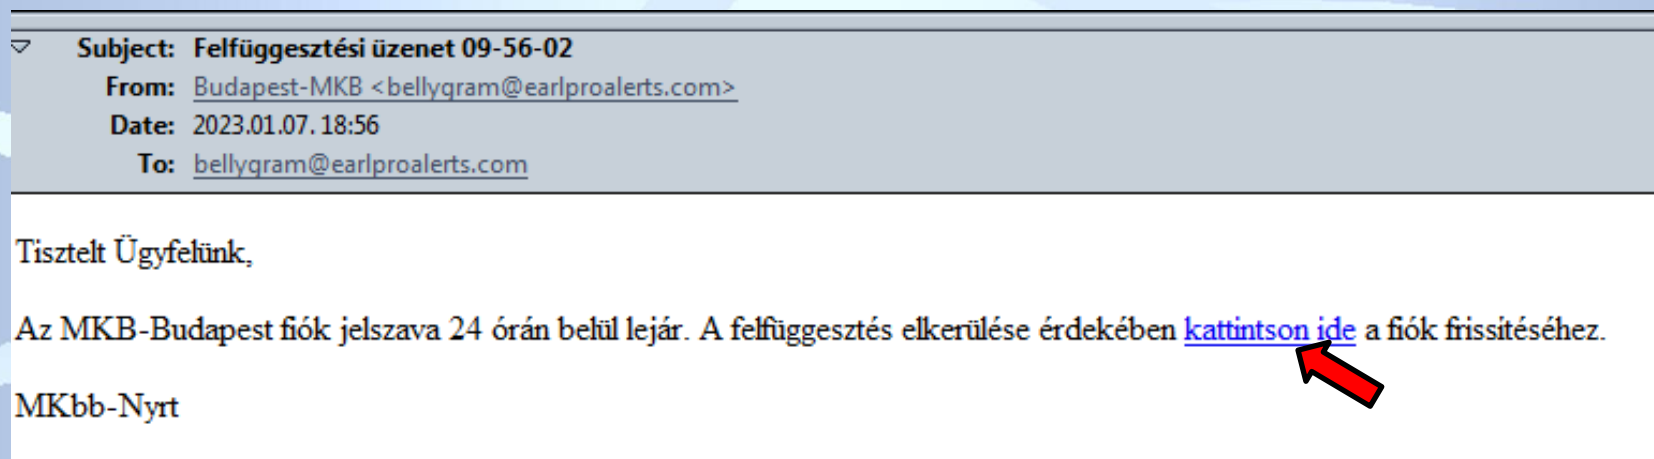 Subject: Felfüggesztési üzenet 09-56-02
From: Budapest-MKB <bellygram@earlproalerts.com>
Date: 2023.01.07. 18:56
To: bellygram@earlproalerts.com
Tisztelt Ügyfelünk,
Az MKB-Budapest fiók jelszava 24 órán belül lejár. A felfüggesztés elkerülése érdekében kattintson ide a fiók frissítéséhez.
MKbb-Nyrt